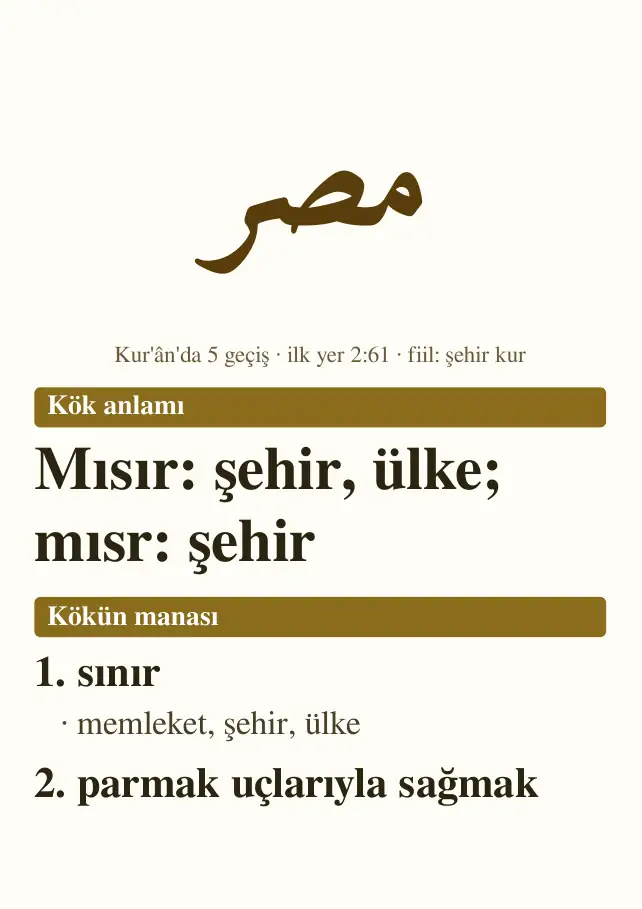 مصر
Kur'ân'da 5 geçiş · ilk yer 2:61 · fiil: şehir kur
Kök anlamı
Mısır: şehir, ülke;
mısr: şehir
Kökün manası
1. sınır
· memleket, şehir, ülke
2. parmak uçlarıyla sağmak